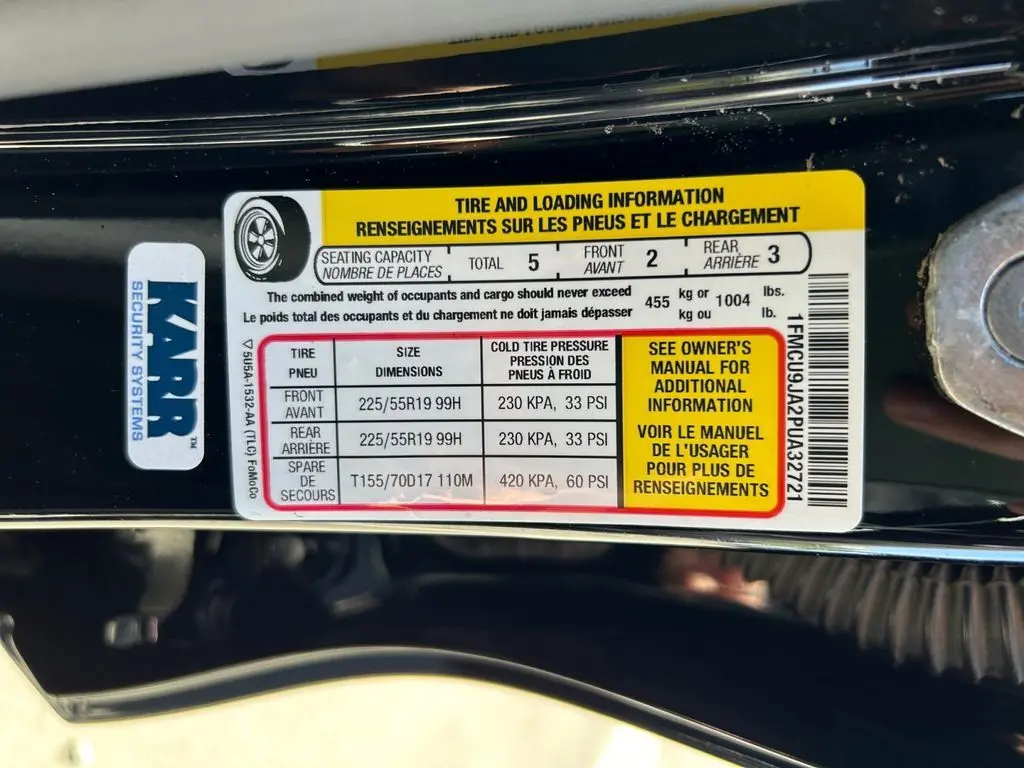 TIRE AND LOADING INFORMATION
RENSEIGNEMENTS SUR LES PNEUS ET LE CHARGEMENT
SEATING CAPACITY
NOMBRE DE PLACES
TOTAL 5
FRONT
AVANT
2
REAR
ARRIÈRE
3
The combined weight of occupants and cargo should never exceed
Le poids total des occupants et du chargement ne doit jamais dépasser
455
kg or
kg ou
1004
lbs.
lb.
TIRE
PNEU
SIZE
DIMENSIONS
COLD TIRE PRESSURE
PRESSION DES
PNEUS À FROID
FRONT
AVANT
225/55R19 99H
230 KPA, 33 PSI
REAR
ARRIÈRE
225/55R19 99H
230 KPA, 33 PSI
SPARE
DE
SECOURS
T155/70D17 110M
420 KPA, 60 PSI
SEE OWNER'S
MANUAL FOR
ADDITIONAL
INFORMATION
VOIR LE MANUEL
DE L'USAGER
POUR PLUS DE
RENSEIGNEMENTS
1FMCU9JA2PUA32721
5U5A-1532-AA (TLC) FoMoCo
KARR™
SECURITY SYSTEMS